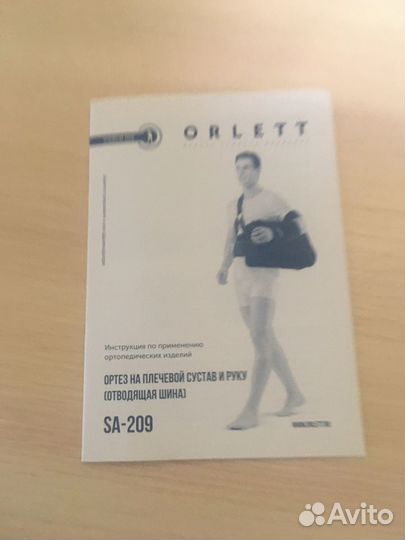 ORLETT
Инструкция по применению
ортопедических изделий
ОРТЕЗ НА ПЛЕЧЕВОЙ СУСТАВ И РУКУ
(ОТВОДЯЩАЯ ШИНА)
SA-209
Avito